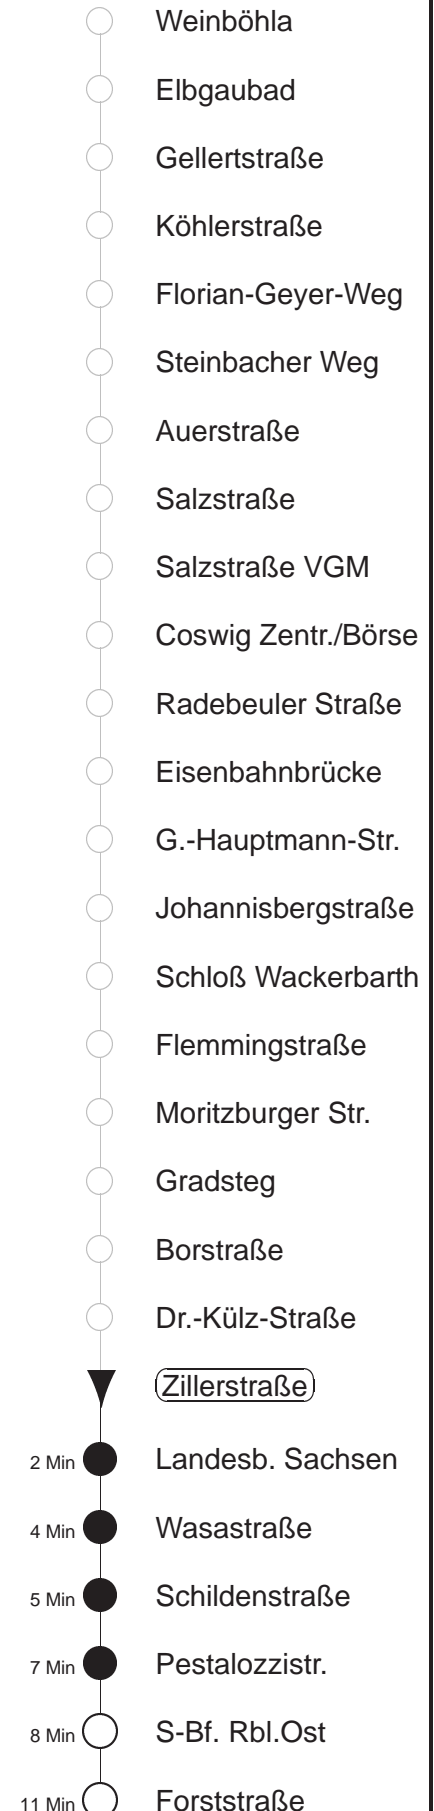 Weinböhla
Elbgaubad
Gellertstraße
Köhlerstraße
Florian-Geyer-Weg
Steinbacher Weg
Auerstraße
Salzstraße
Salzstraße VGM
Coswig Zentr./Börse
Radebeuler Straße
Eisenbahnbrücke
G.-Hauptmann-Str.
Johannisbergstraße
Schloß Wackerbarth
Flemmingstraße
Moritzburger Str.
Gradsteg
Borstraße
Dr.-Külz-Straße
Zillerstraße
2 Min Landesb. Sachsen
4 Min Wasastraße
5 Min Schildenstraße
7 Min Pestalozzistr.
8 Min S-Bf. Rbl.Ost
11 Min Forststraße